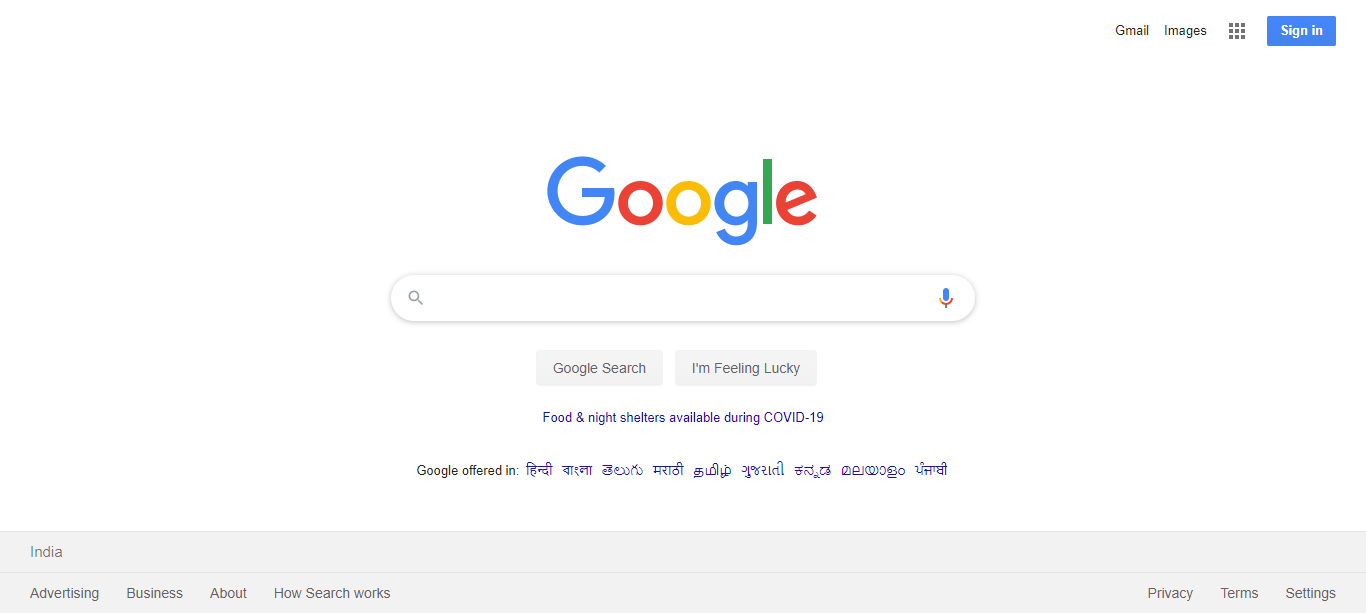 Gmail Images Sign in
Google
Google Search I'm Feeling Lucky
Food & night shelters available during COVID-19
Google offered in: हिन्दी বাংলা తెలుగు मराठी தமிழ் ગુજરાતી ಕನ್ನಡ മലയാളം ਪੰਜਾਬੀ
India
Advertising Business About How Search works Privacy Terms Settings